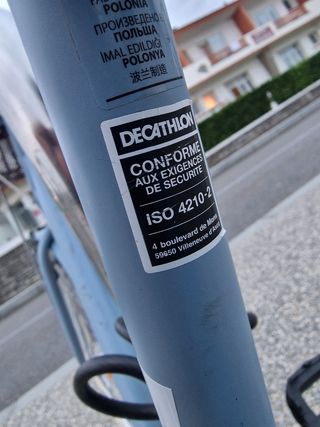 POLONIA
ПРОИЗВЕДЕНО
ПОЛЬША
IMAL EDILDIĞI
POLONYA
波兰制造
DECATHLON
CONFORME
AUX EXIGENCES
DE SECURITE
ISO 4210-2
4 boulevard de
59650 Villeneuve d'